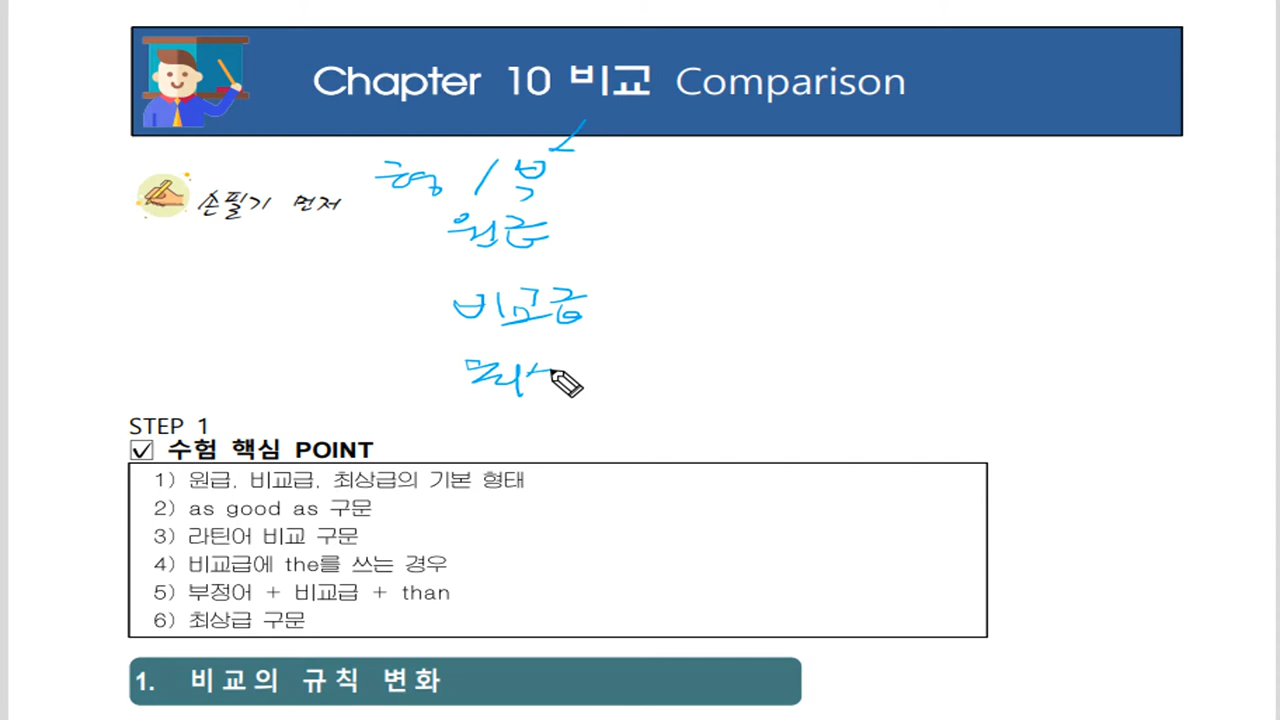 Chapter 10 비교 Comparison
형 / 부
손필기 먼저
원급
비교급
STEP 1
수험 핵심 POINT
1) 원급, 비교급, 최상급의 기본 형태
2) as good as 구문
3) 라틴어 비교 구문
4) 비교급에 the를 쓰는 경우
5) 부정어 + 비교급 + than
6) 최상급 구문
1. 비교의 규칙 변화